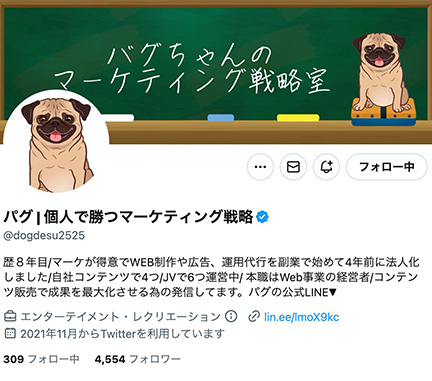 パグちゃんの
マーケティング戦略室
フォロー中
パグ | 個人で勝つマーケティング戦略
@dogdesu2525
歴８年目/マーケが得意でWEB制作や広告、運用代行を副業で始めて4年前に法人化
しました/自社コンテンツで4つ/JVで6つ運営中/ 本職はWeb事業の経営者/コンテン
ツ販売で成果を最大化させる為の発信してます。パグの公式LINE▼
エンターテイメント・レクリエーション lin.ee/lmoX9kc
2021年11月からTwitterを利用しています
309 フォロー中 4,554 フォロワー